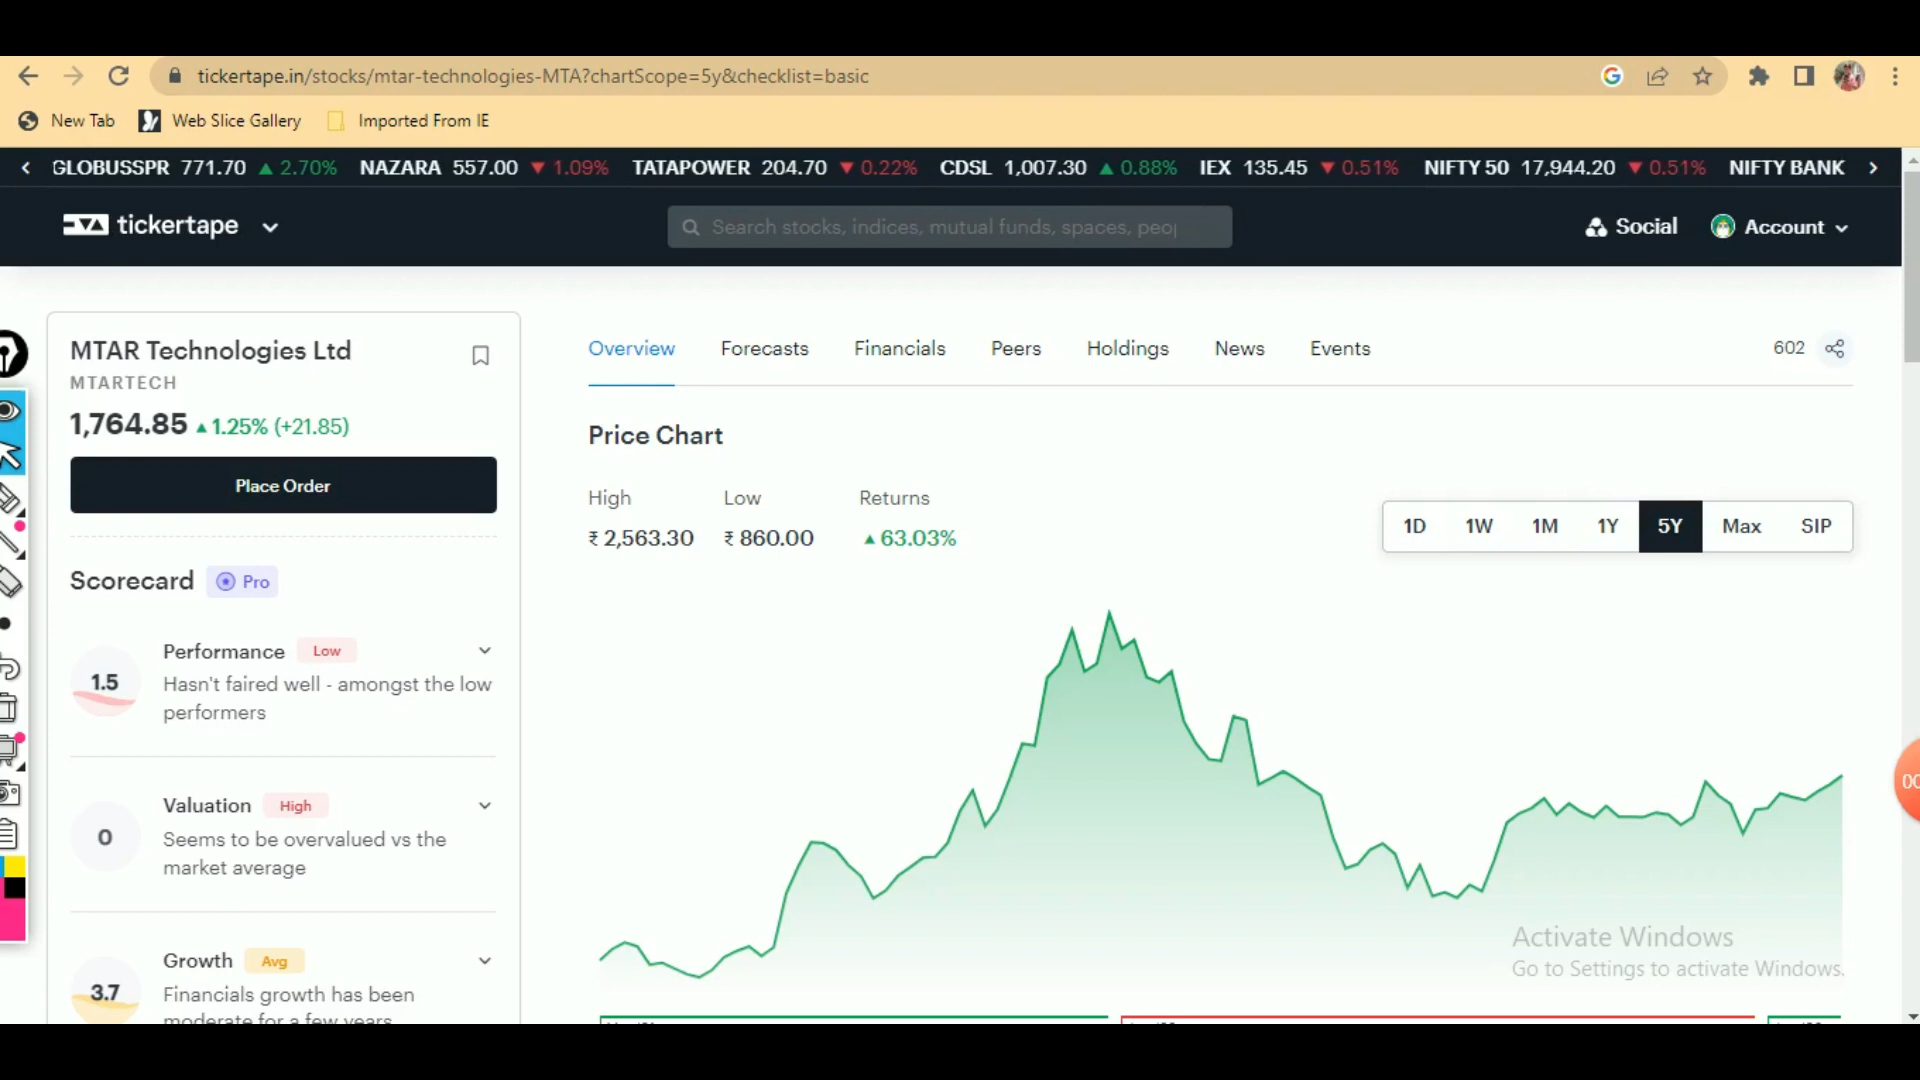 tickertape.in/stocks/mtar-technologies-MTA?chartScope=5y&checklist=basic
New Tab Web Slice Gallery Imported From IE
GLOBUSSPR 771.70 ▲ 2.70% NAZARA 557.00 ▼ 1.09% TATAPOWER 204.70 ▼ 0.22% CDSL 1,007.30 ▲ 0.88% IEX 135.45 ▼ 0.51% NIFTY 50 17,944.20 ▼ 0.51% NIFTY BANK
tickertape
Search stocks, indices, mutual funds, spaces, peo
Social
Account
MTAR Technologies Ltd
MTARTECH
1,764.85 ▲ 1.25% (+21.85)
Place Order
Scorecard Pro
1.5
Performance Low
Hasn't faired well - amongst the low
performers
0
Valuation High
Seems to be overvalued vs the
market average
3.7
Growth Avg
Financials growth has been
moderate for a few years
Overview Forecasts Financials Peers Holdings News Events
602
Price Chart
High Low Returns
₹ 2,563.30 ₹ 860.00 ▲ 63.03%
1D 1W 1M 1Y 5Y Max SIP
Activate Windows
Go to Settings to activate Windows.
00